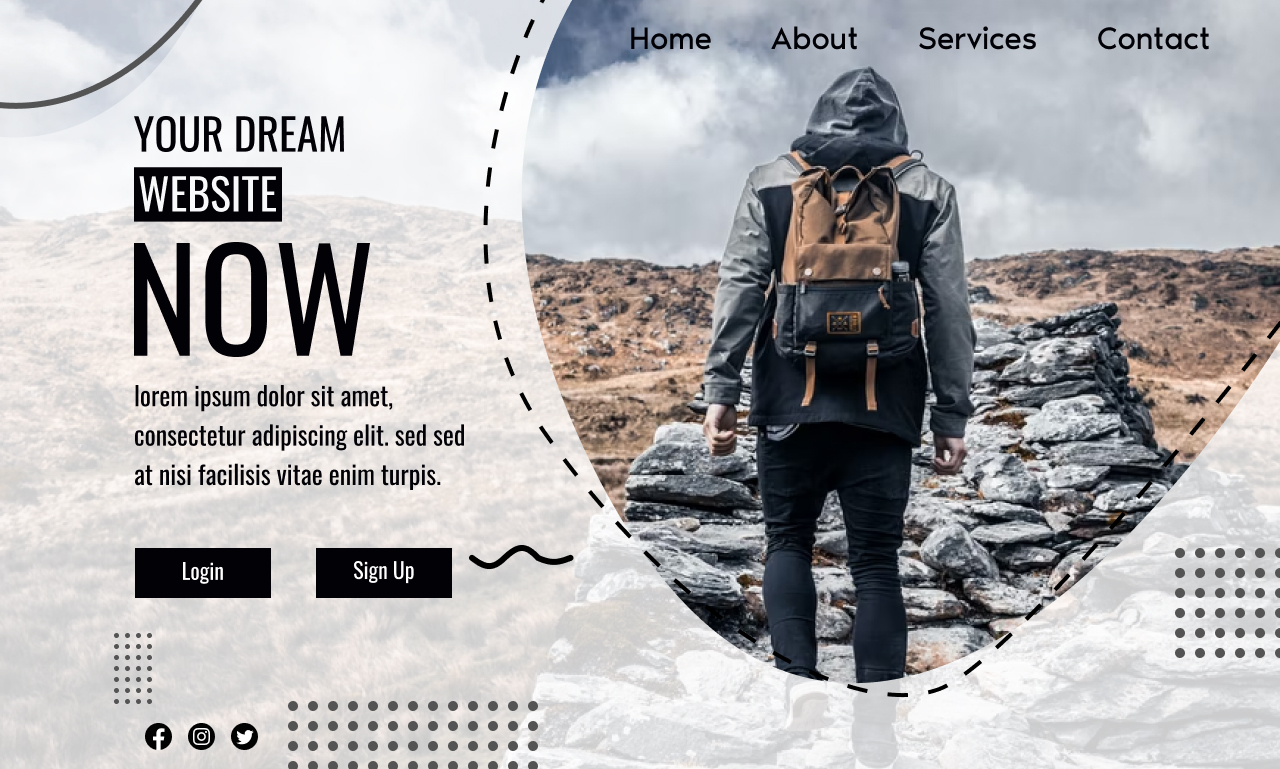 Home About Services Contact
YOUR DREAM
WEBSITE
NOW
lorem ipsum dolor sit amet,
consectetur adipiscing elit. sed sed
at nisi facilisis vitae enim turpis.
Login Sign Up